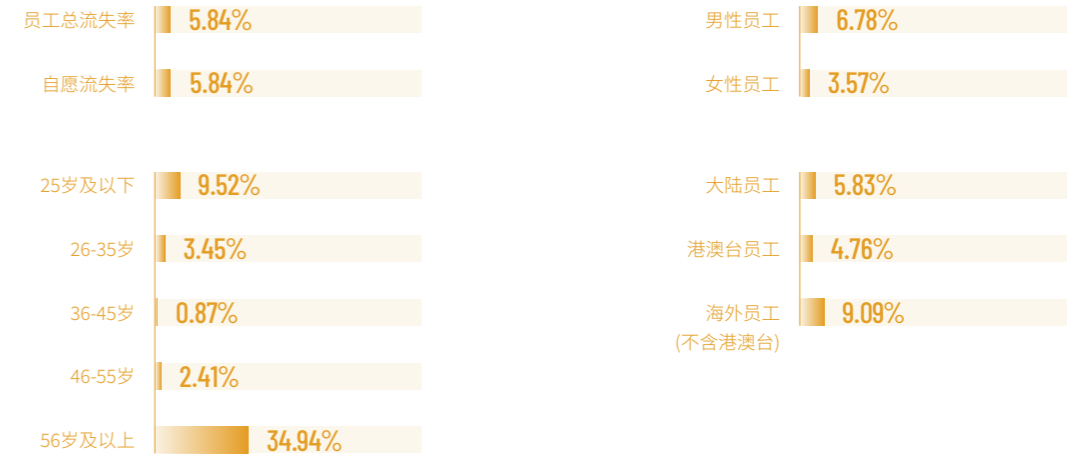 员工总流失率 5.84%
自愿流失率 5.84%
男性员工 6.78%
女性员工 3.57%
25岁及以下 9.52%
26-35岁 3.45%
36-45岁 0.87%
46-55岁 2.41%
56岁及以上 34.94%
大陆员工 5.83%
港澳台员工 4.76%
海外员工 9.09%
(不含港澳台)